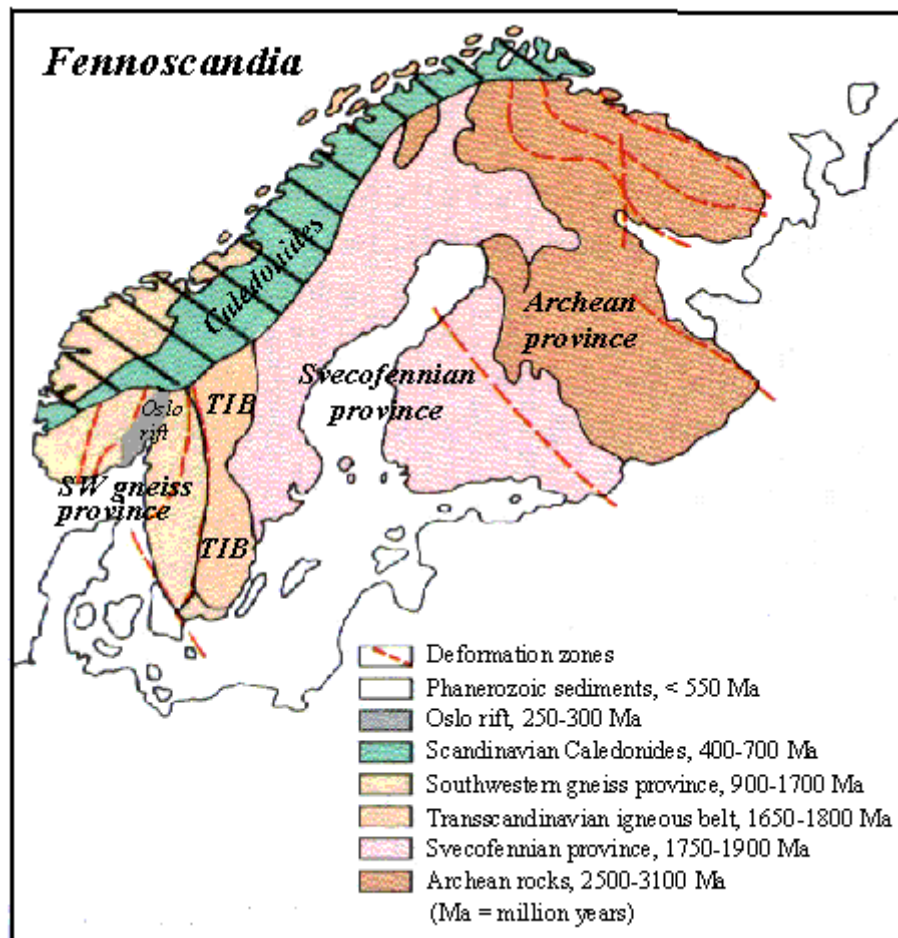 Fennoscandia
Caledonides
Archean
province
Svecofennian
province
TIB
Oslo
rift
SW gneiss
province
TIB
Deformation zones
Phanerozoic sediments, < 550 Ma
Oslo rift, 250-300 Ma
Scandinavian Caledonides, 400-700 Ma
Southwestern gneiss province, 900-1700 Ma
Transscandinavian igneous belt, 1650-1800 Ma
Svecofennian province, 1750-1900 Ma
Archean rocks, 2500-3100 Ma
(Ma = million years)